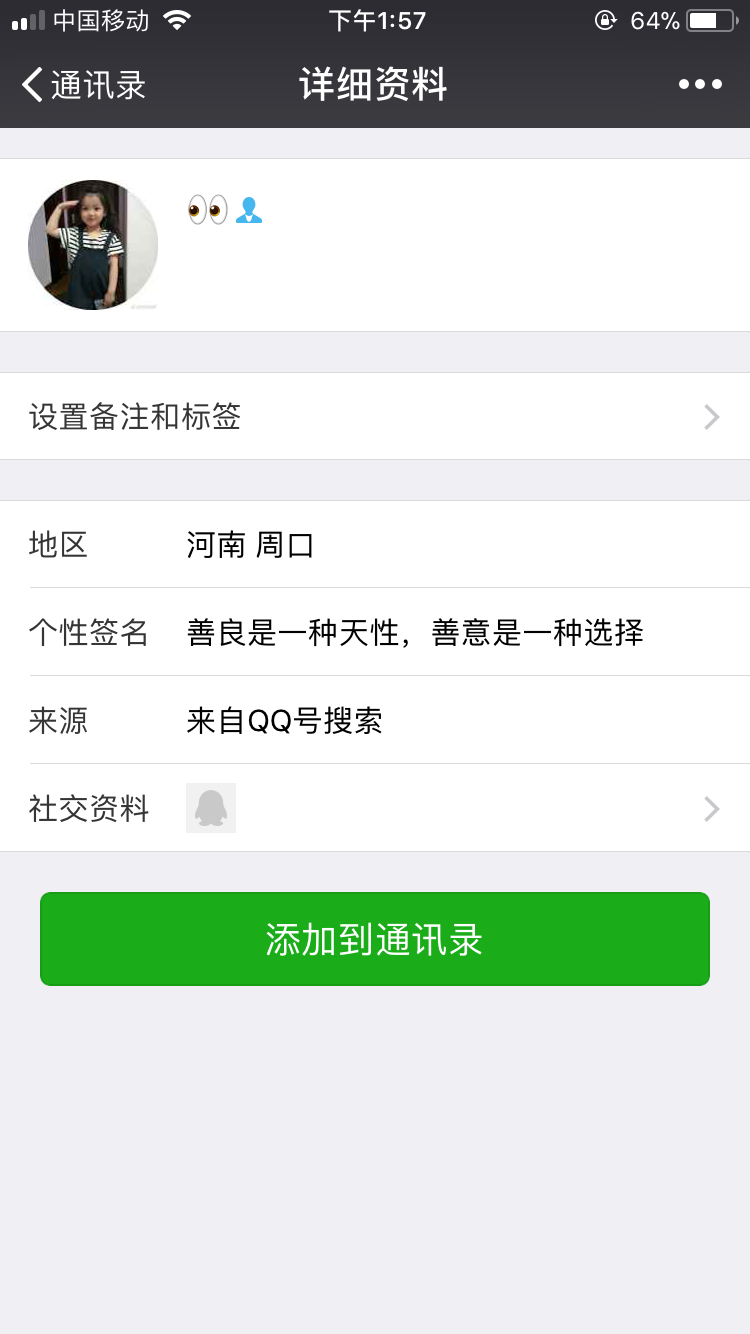 中国移动 下午1:57 64%
通讯录 详细资料
👀
设置备注和标签
地区 河南 周口
个性签名 善良是一种天性，善意是一种选择
来源 来自QQ号搜索
社交资料
添加到通讯录